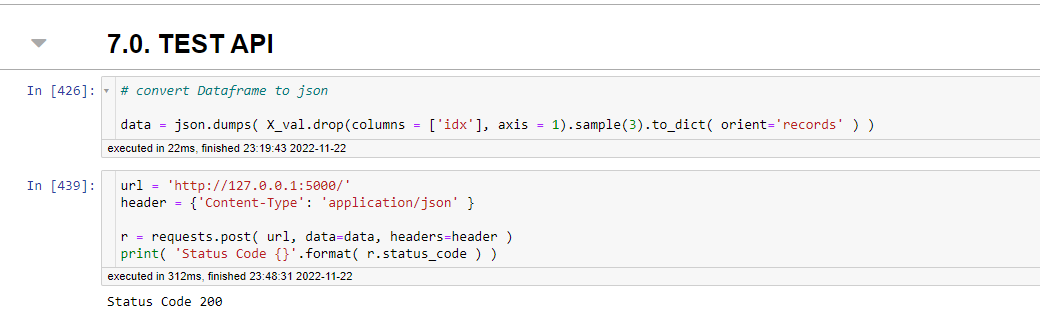 7.0. TEST API
In [426]:
# convert Dataframe to json
data = json.dumps( X_val.drop(columns = ['idx'], axis = 1).sample(3).to_dict( orient='records' ) )
executed in 22ms, finished 23:19:43 2022-11-22
In [439]:
url = 'http://127.0.0.1:5000/'
header = {'Content-Type': 'application/json' }
r = requests.post( url, data=data, headers=header )
print( 'Status Code {}'.format( r.status_code ) )
executed in 312ms, finished 23:48:31 2022-11-22
Status Code 200